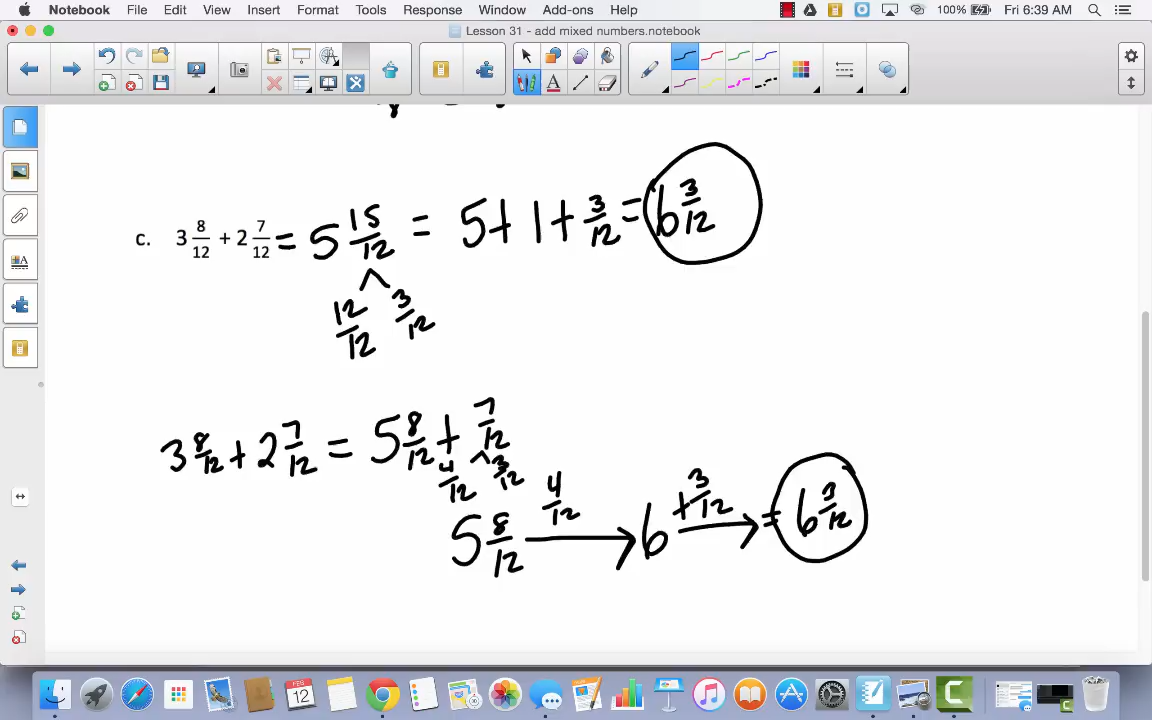 Notebook File Edit View Insert Format Tools Response Window Add-ons Help 100% Fri 6:39 AM
Lesson 31 - add mixed numbers.notebook
c. 3 8/12 + 2 7/12 = 5 15/12 = 5 + 1 + 3/12 = 6 3/12
12/12 3/12
3 8/12 + 2 7/12 = 5 8/12 + 7/12
4/12 3/12
5 8/12 4/12 → 6 + 3/12 → = 6 3/12
FEB 12